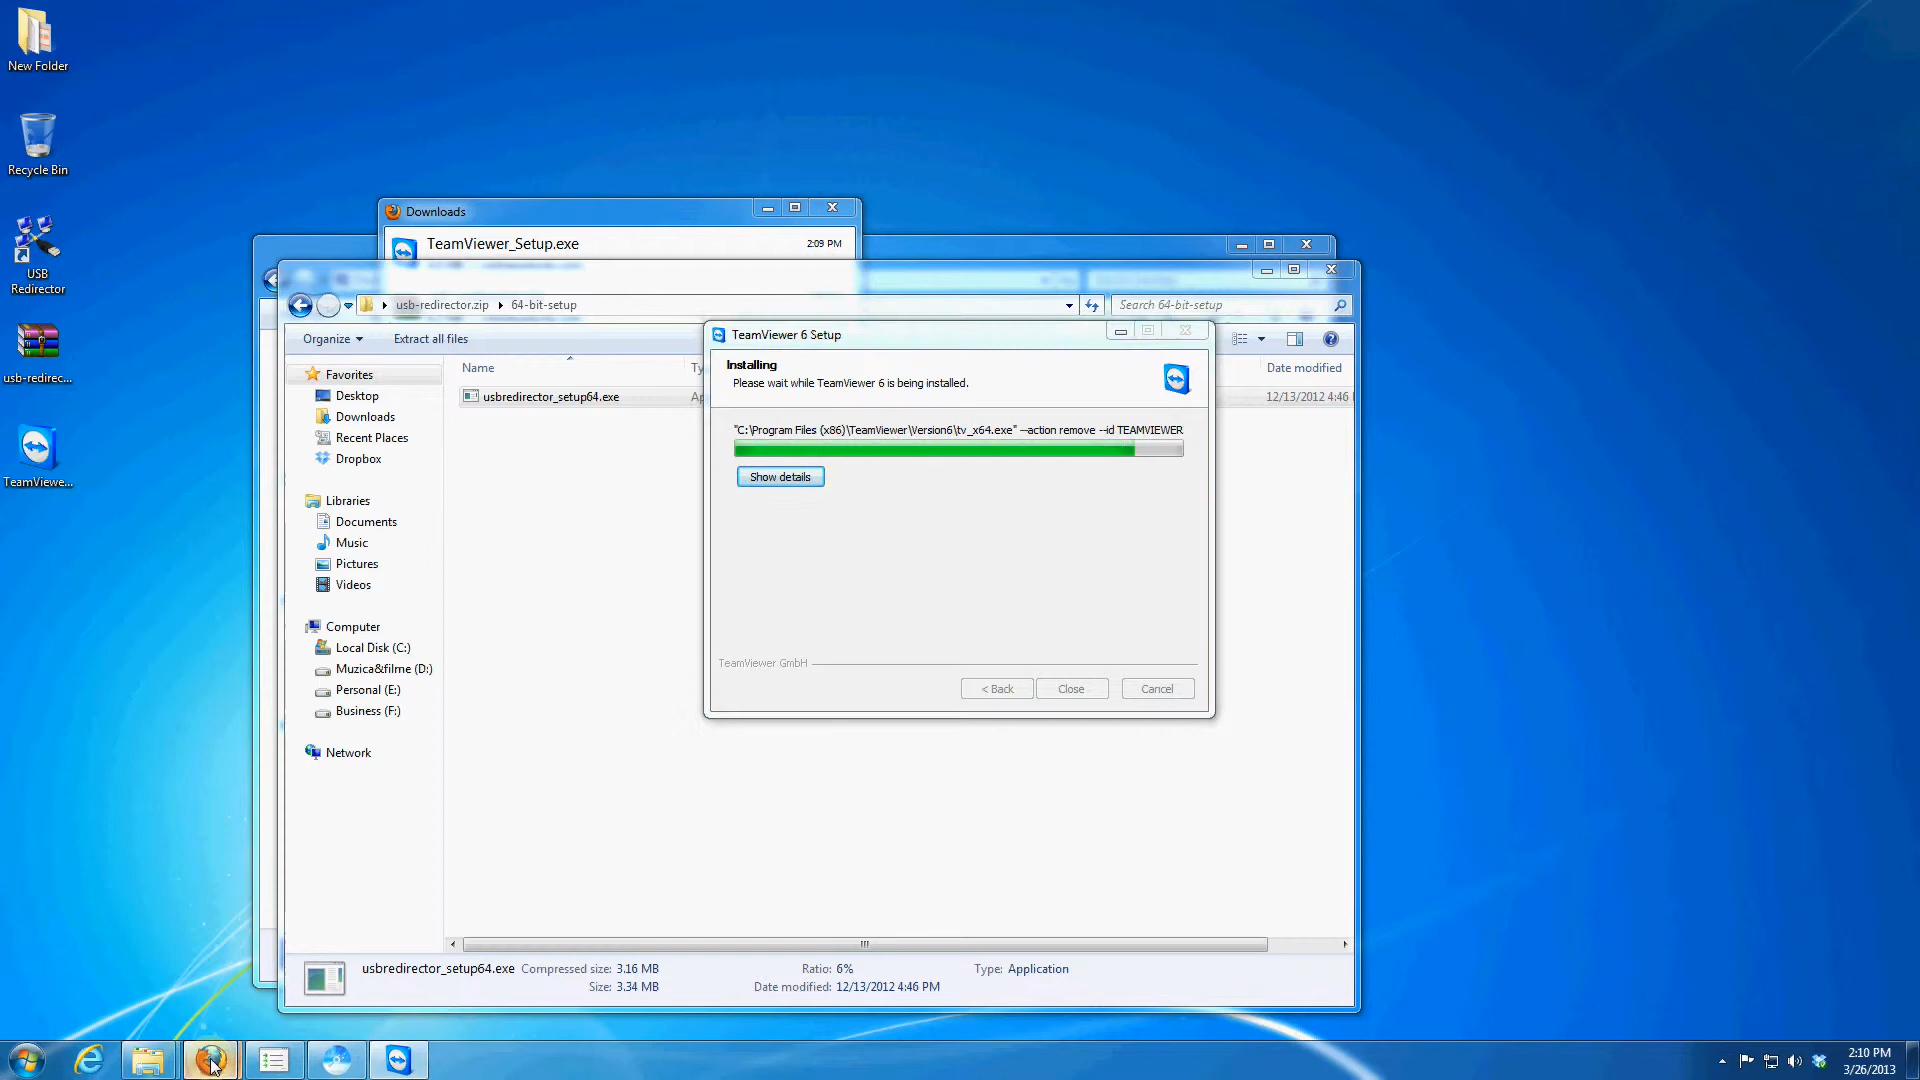 New Folder
Recycle Bin
USB
Redirector
usb-redirec...
TeamViewe...
Downloads
TeamViewer_Setup.exe
2:09 PM
usb-redirector.zip
64-bit-setup
Search 64-bit-setup
Organize
Extract all files
Favorites
Desktop
Downloads
Recent Places
Dropbox
Libraries
Documents
Music
Pictures
Videos
Computer
Local Disk (C:)
Muzica&filme (D:)
Personal (E:)
Business (F:)
Network
Name
Ty
Date modified
usbredirector_setup64.exe
Ap
12/13/2012 4:46
TeamViewer 6 Setup
Installing
Please wait while TeamViewer 6 is being installed.
"C:\Program Files (x86)\TeamViewer\Version6\tv_x64.exe" --action remove --id TEAMVIEWER
Show details
TeamViewer GmbH
< Back
Close
Cancel
usbredirector_setup64.exe
Compressed size: 3.16 MB
Size: 3.34 MB
Ratio: 6%
Date modified: 12/13/2012 4:46 PM
Type: Application
2:10 PM
3/26/2013